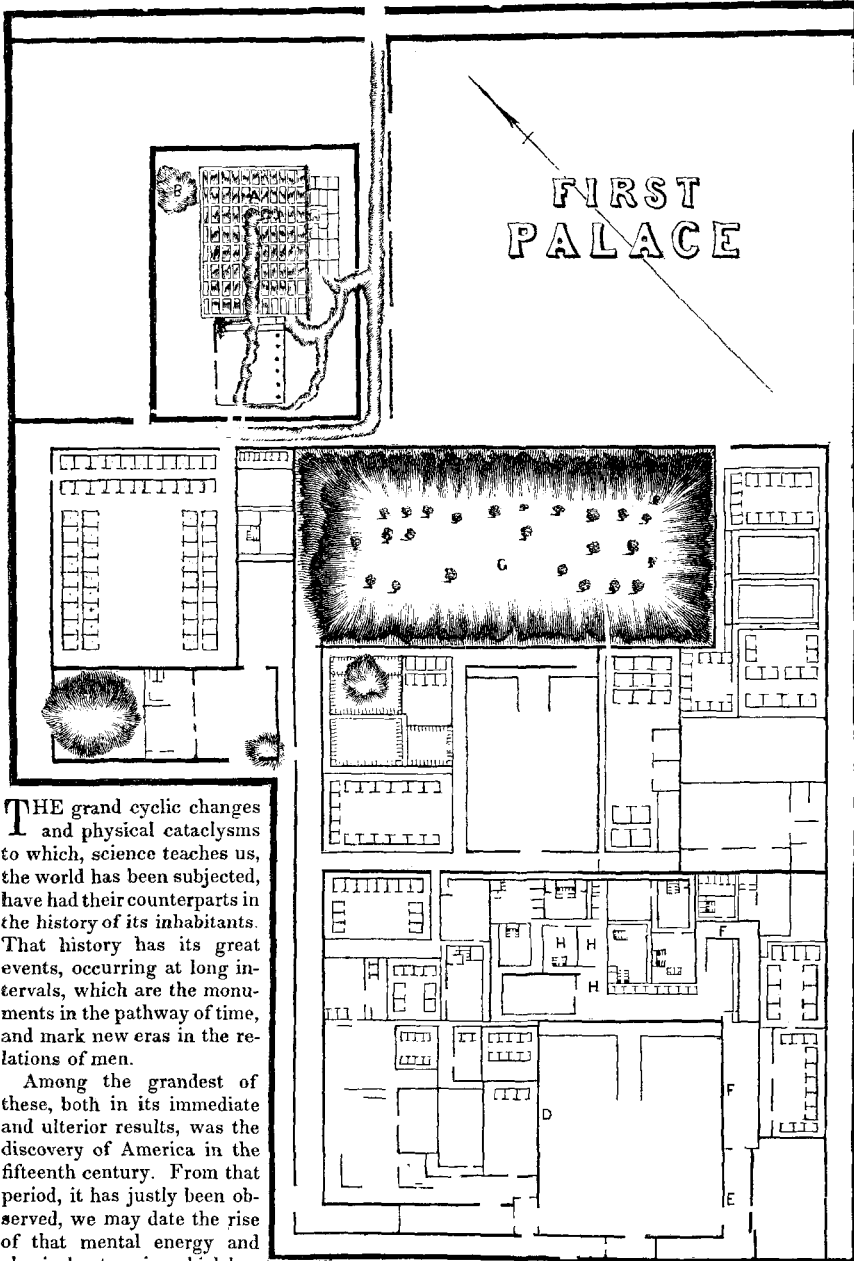 FIRST
PALACE
B
A
G
F
H H
H
F
D
E
THE grand cyclic changes
and physical cataclysms
to which, science teaches us,
the world has been subjected,
have had their counterparts in
the history of its inhabitants.
That history has its great
events, occurring at long in-
tervals, which are the monu-
ments in the pathway of time,
and mark new eras in the re-
lations of men.
Among the grandest of
these, both in its immediate
and ulterior results, was the
discovery of America in the
fifteenth century. From that
period, it has justly been ob-
served, we may date the rise
of that mental energy and